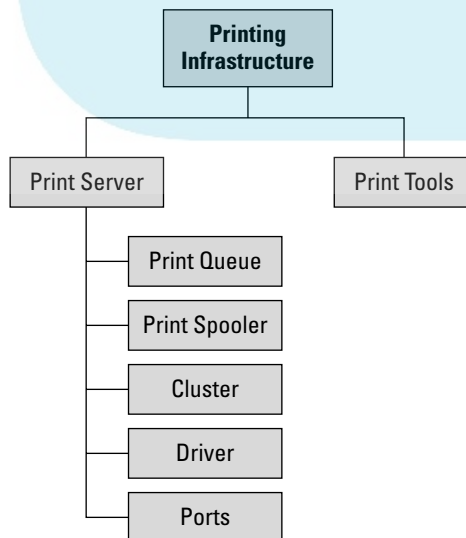 Printing
Infrastructure
Print Server
Print Tools
Print Queue
Print Spooler
Cluster
Driver
Ports